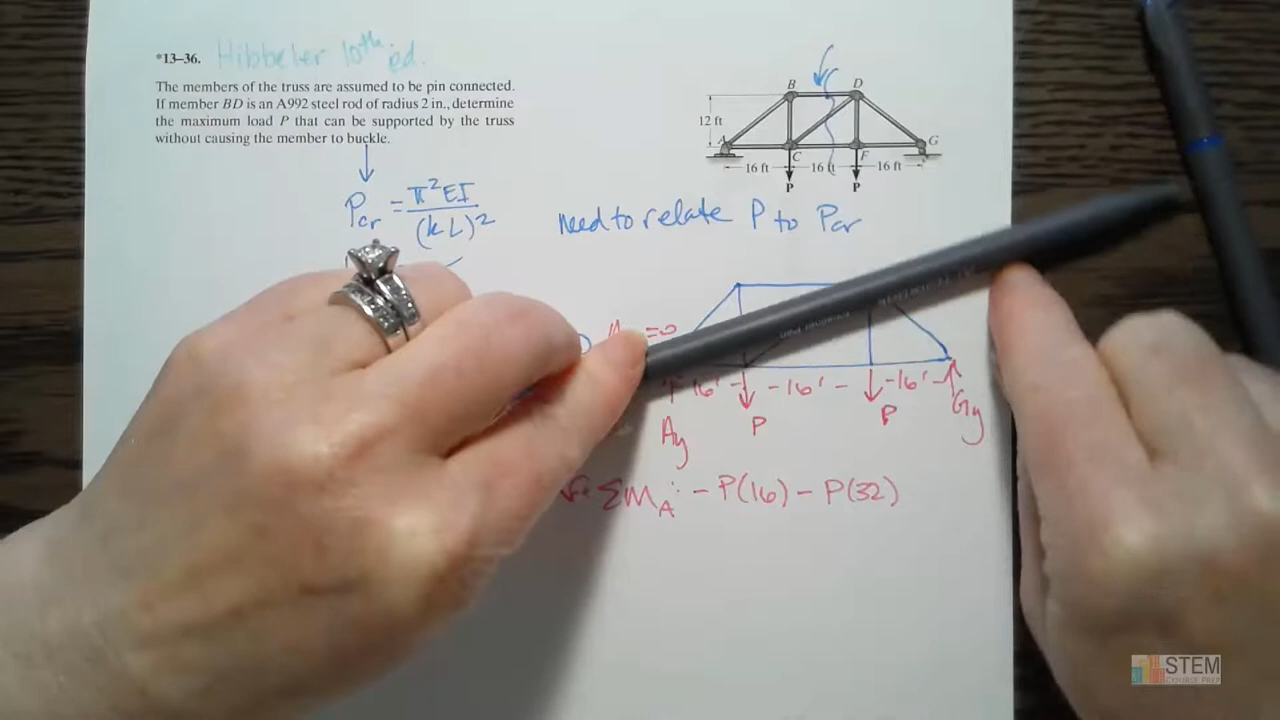 *13–36. Hibbeler 10th ed.
The members of the truss are assumed to be pin connected.
If member BD is an A992 steel rod of radius 2 in., determine
the maximum load P that can be supported by the truss
without causing the member to buckle.
B D
12 ft
A C F G
16 ft 16 ft 16 ft
P P
Pcr = π²EI / (kL)²
Need to relate P to Pcr
=0
16' - 16' - 16'
Ay P P Gy
ΣMA: - P(16) - P(32)
STEM
COURSE PREP